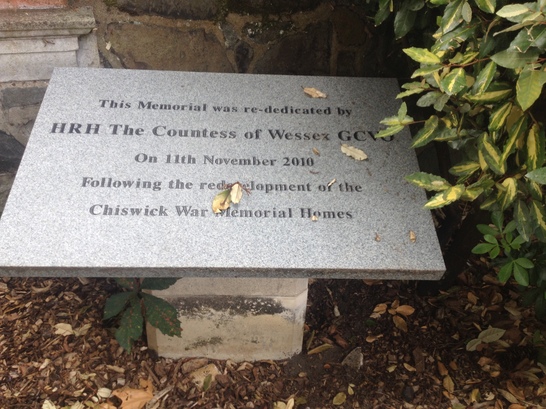 This Memorial was re-dedicated by
HRH The Countess of Wessex GCVO
On 11th November 2010
Following the redevelopment of the
Chiswick War Memorial Homes